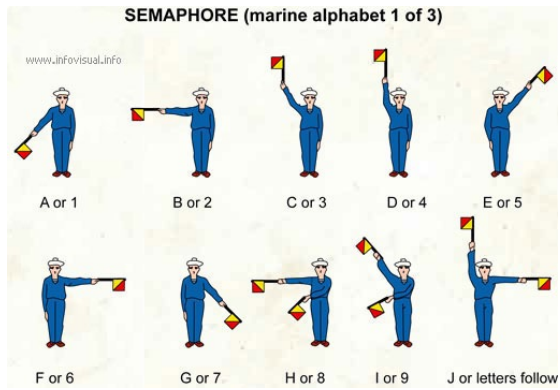 SEMAPHORE (marine alphabet 1 of 3)
www.infovisual.info
A or 1
B or 2
C or 3
D or 4
E or 5
F or 6
G or 7
H or 8
I or 9
J or letters follow